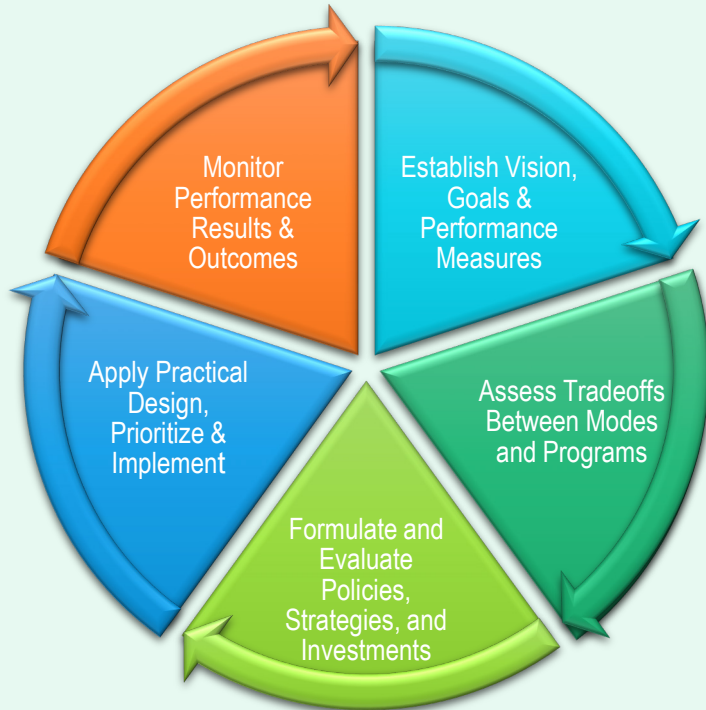 Establish Vision,
Goals &
Performance
Measures
Assess Tradeoffs
Between Modes
and Programs
Formulate and
Evaluate
Policies,
Strategies, and
Investments
Apply Practical
Design,
Prioritize &
Implement
Monitor
Performance
Results &
Outcomes